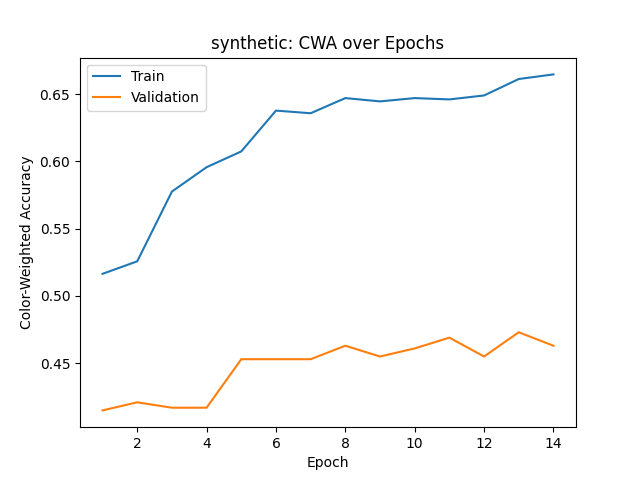 synthetic: CWA over Epochs
Train
Validation
Color-Weighted Accuracy
0.65
0.60
0.55
0.50
0.45
2 4 6 8 10 12 14
Epoch